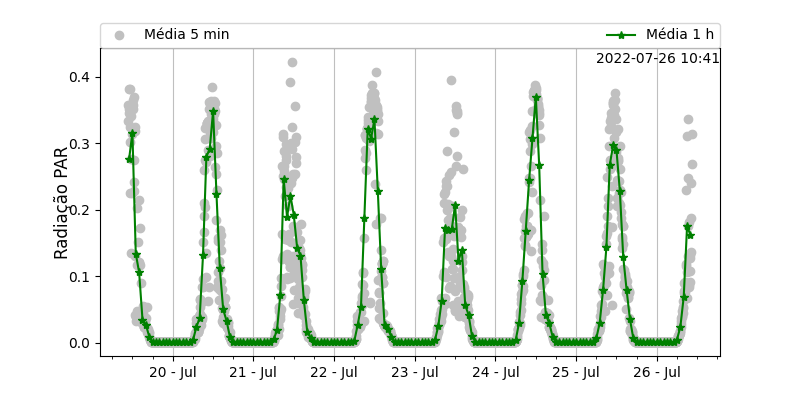 Média 5 min
Média 1 h
2022-07-26 10:41
Radiação PAR
0.4
0.3
0.2
0.1
0.0
20 - Jul
21 - Jul
22 - Jul
23 - Jul
24 - Jul
25 - Jul
26 - Jul